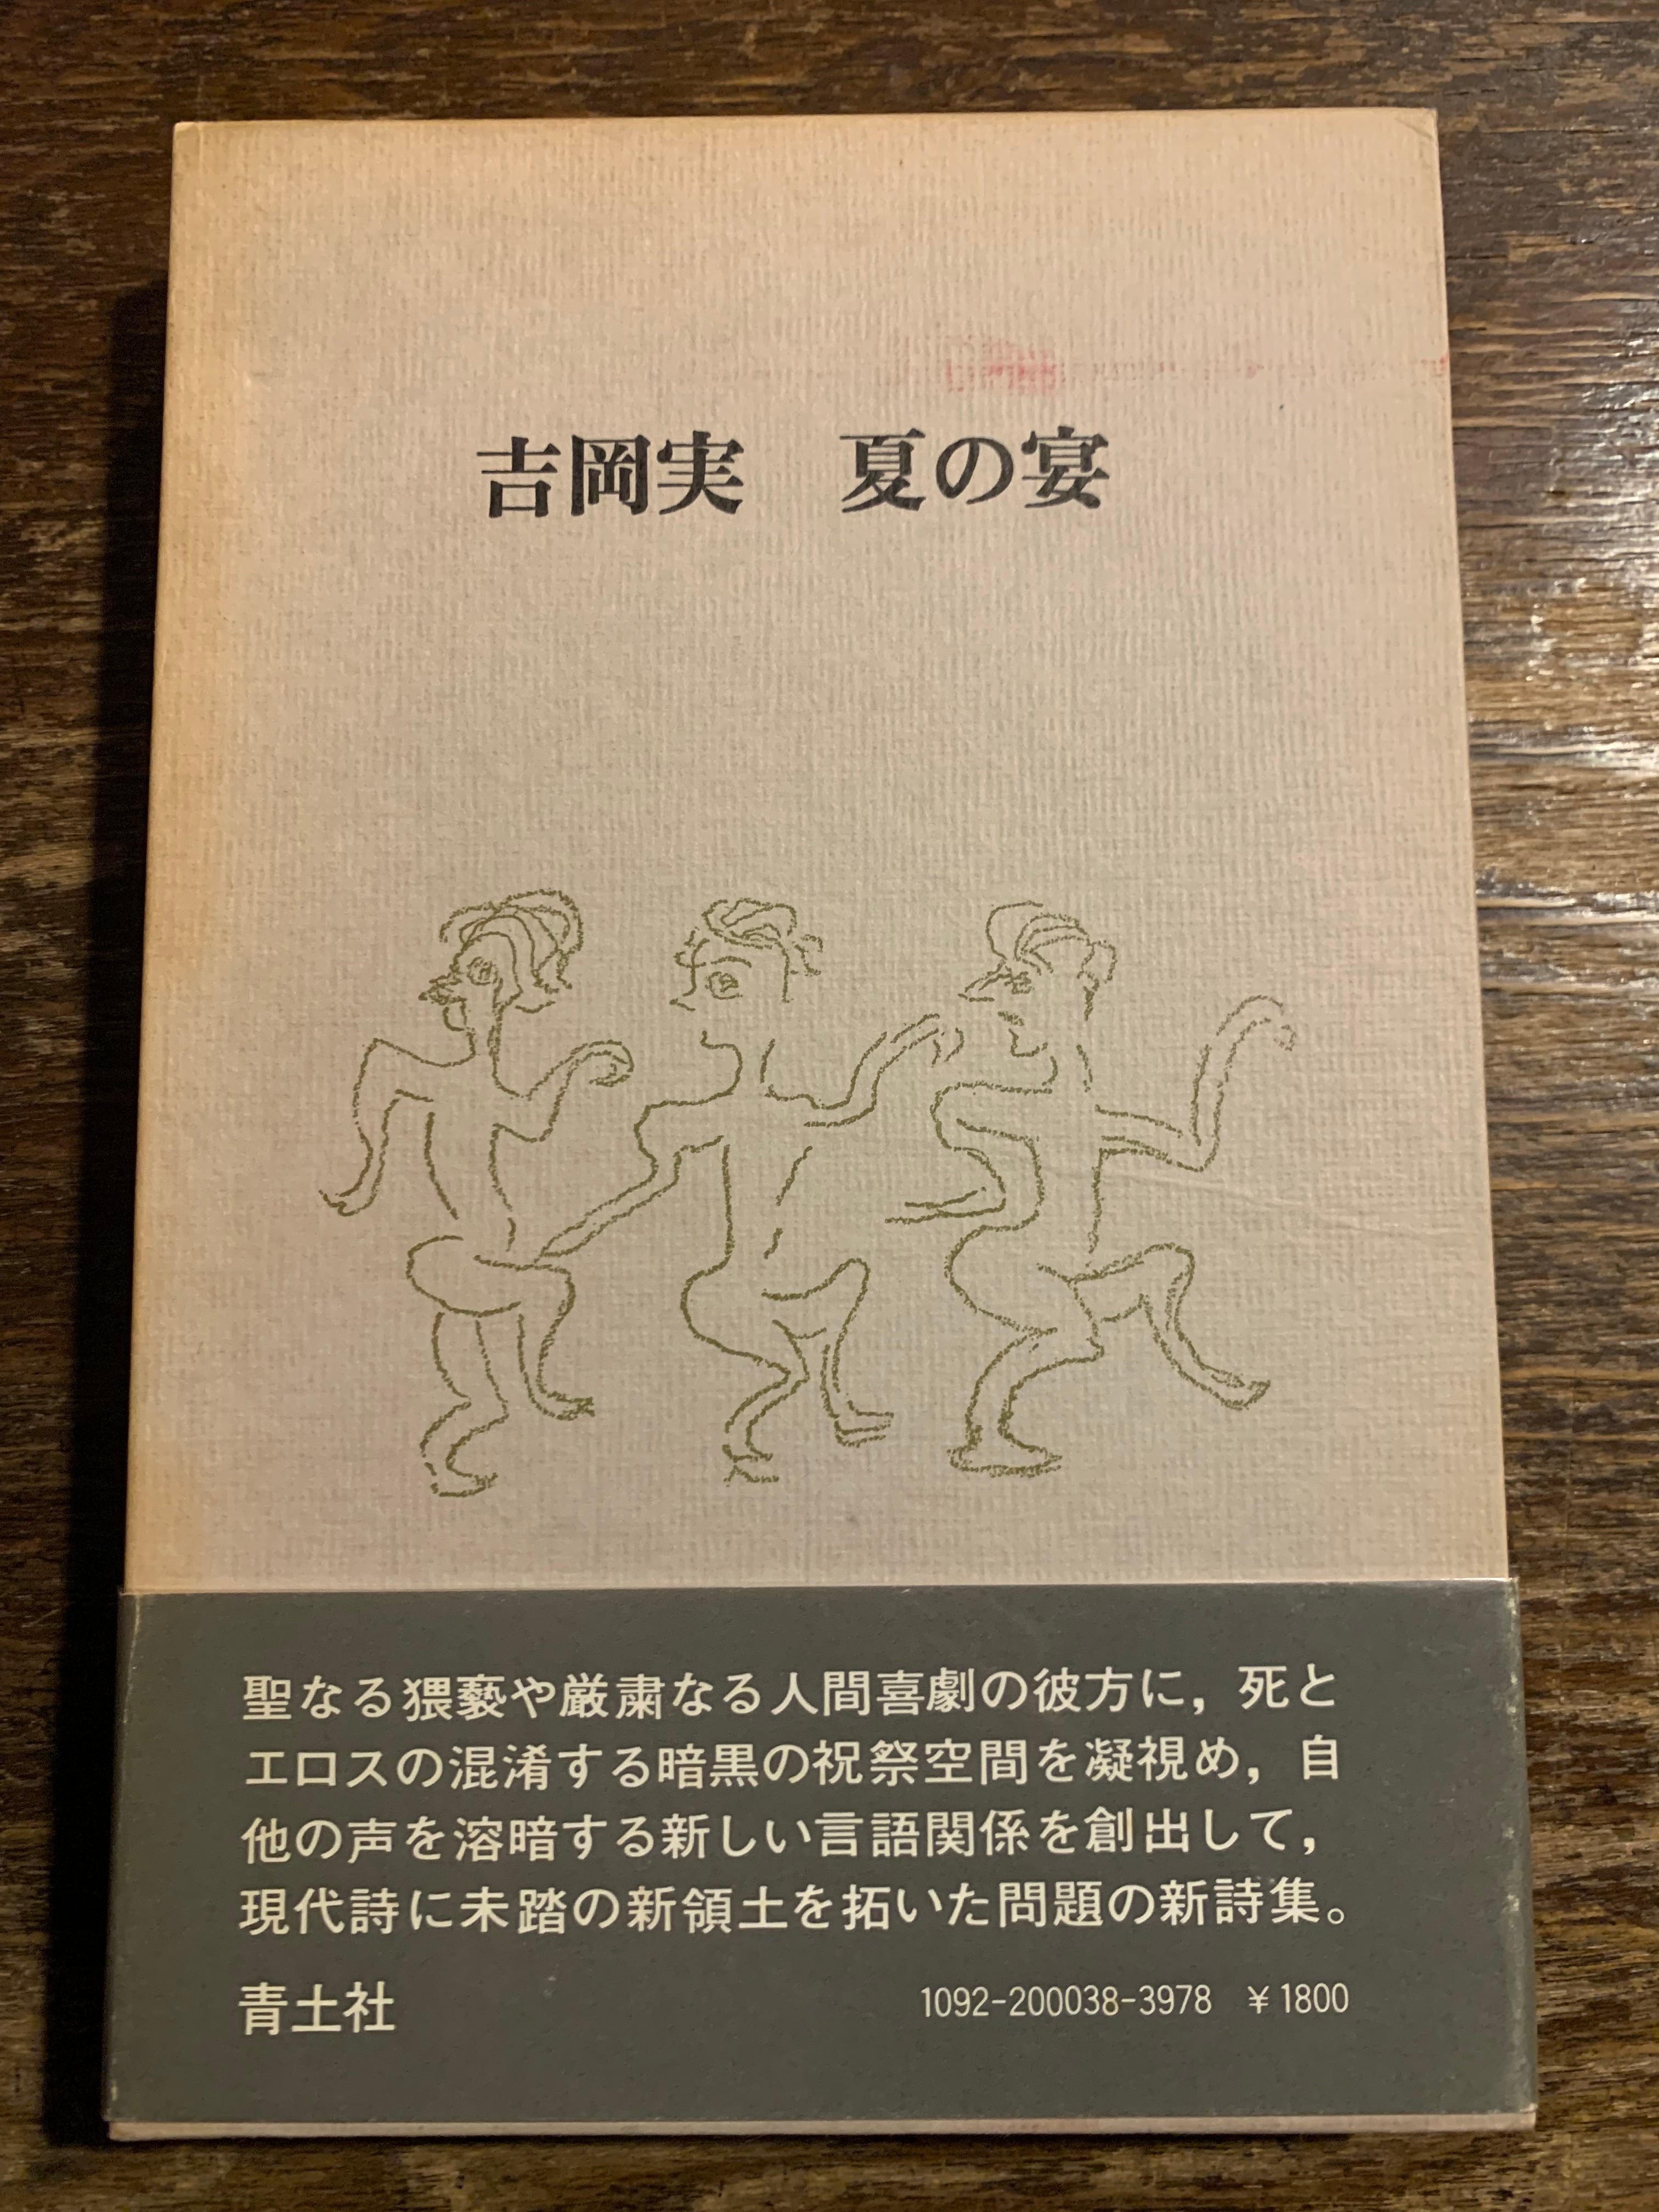 吉岡実 夏の宴
聖なる猥褻や厳粛なる人間喜劇の彼方に，死と
エロスの混淆する暗黒の祝祭空間を凝視め，自
他の声を溶暗する新しい言語関係を創出して，
現代詩に未踏の新領土を拓いた問題の新詩集。
青土社
1092-200038-3978 ¥1800